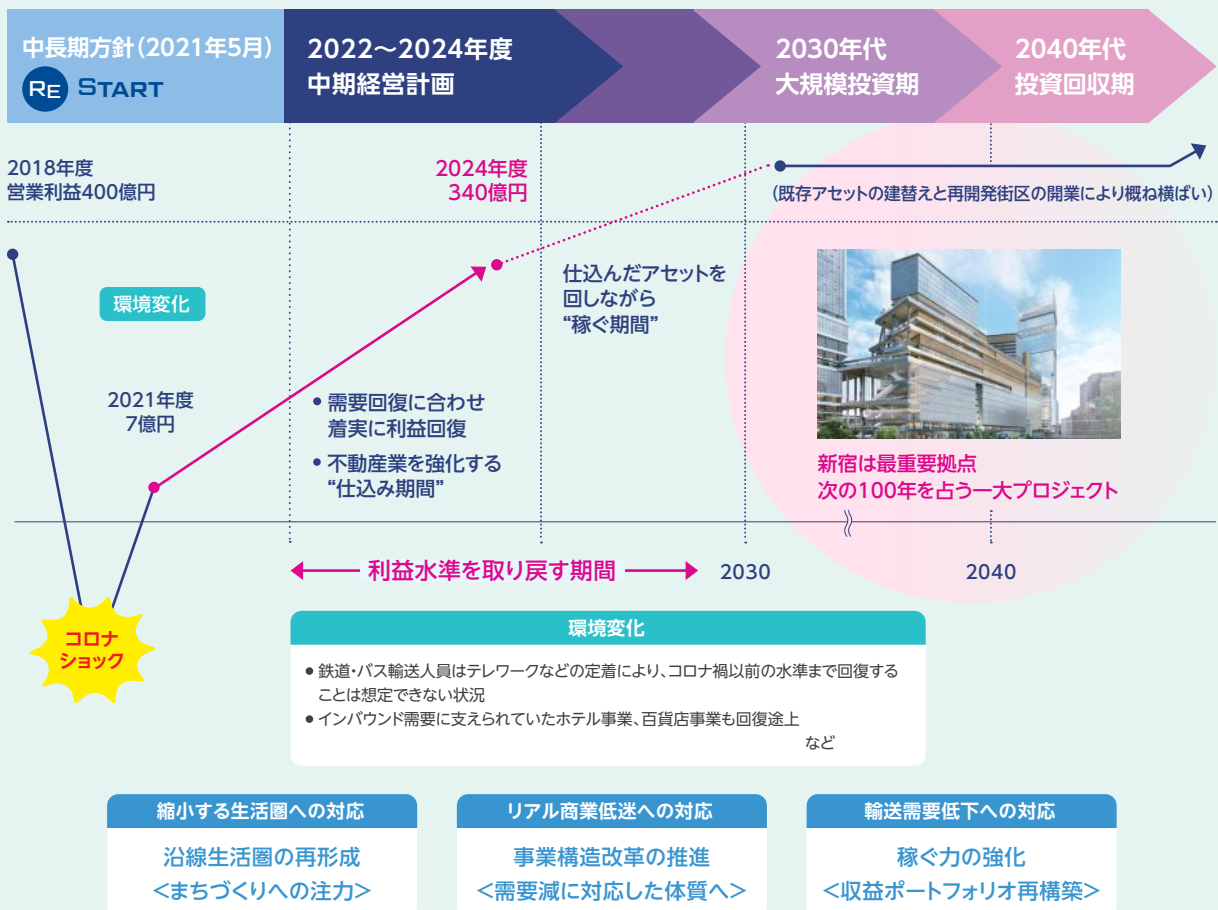 中長期方針(2021年5月)
RE START
2022～2024年度
中期経営計画
2030年代
大規模投資期
2040年代
投資回収期
2018年度
営業利益400億円
2024年度
340億円
(既存アセットの建替えと再開発街区の開業により概ね横ばい)
環境変化
仕込んだアセットを
回しながら
“稼ぐ期間”
2021年度
7億円
● 需要回復に合わせ
着実に利益回復
● 不動産業を強化する
“仕込み期間”
新宿は最重要拠点
次の100年を占う一大プロジェクト
利益水準を取り戻す期間
2030
2040
コロナ
ショック
環境変化
● 鉄道・バス輸送人員はテレワークなどの定着により、コロナ禍以前の水準まで回復する
ことは想定できない状況
● インバウンド需要に支えられていたホテル事業、百貨店事業も回復途上
など
縮小する生活圏への対応
沿線生活圏の再形成
<まちづくりへの注力>
リアル商業低迷への対応
事業構造改革の推進
<需要減に対応した体質へ>
輸送需要低下への対応
稼ぐ力の強化
<収益ポートフォリオ再構築>